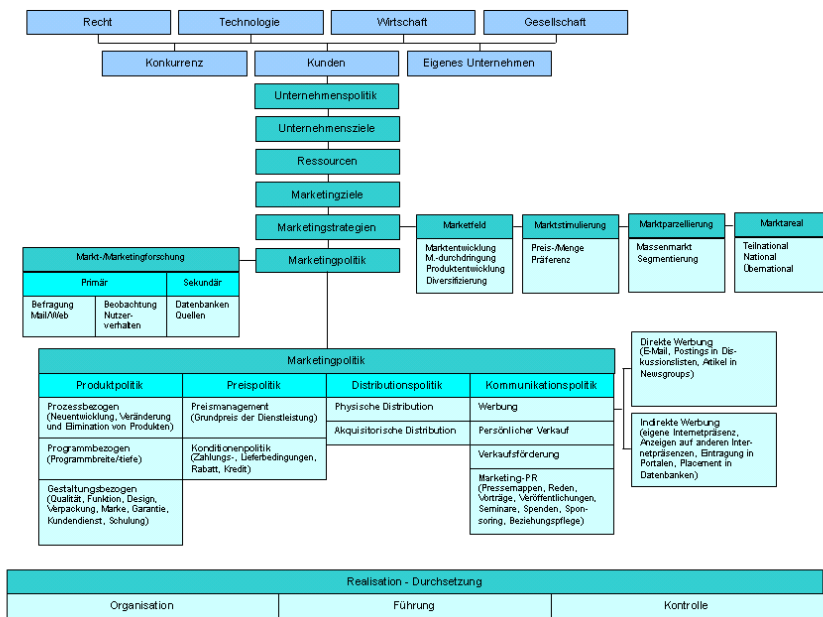 Recht
Technologie
Wirtschaft
Gesellschaft
Konkurrenz
Kunden
Eigenes Unternehmen
Unternehmenspolitik
Unternehmensziele
Ressourcen
Marketingziele
Marketingstrategien
Marketingpolitik
Marketfeld
Marktentwicklung
M.-durchdringung
Produktentwicklung
Diversifizierung
Marktstimulierung
Preis-/Menge
Präferenz
Marktparzellierung
Massenmarkt
Segmentierung
Marktareal
Teilnational
National
Übernational
Markt-/Marketingforschung
Primär
Sekundär
Befragung
Mail/Web
Beobachtung
Nutzer-
verhalten
Datenbanken
Quellen
Marketingpolitik
Produktpolitik
Preispolitik
Distributionspolitik
Kommunikationspolitik
Prozessbezogen
(Neuentwicklung, Veränderung
und Elimination von Produkten)
Programmbezogen
(Programmbreite/tiefe)
Gestaltungsbezogen
(Qualität, Funktion, Design,
Verpackung, Marke, Garantie,
Kundendienst, Schulung)
Preismanagement
(Grundpreis der Dienstleistung)
Konditionenpolitik
(Zahlungs-, Lieferbedingungen,
Rabatt, Kredit)
Physische Distribution
Akquisitorische Distribution
Werbung
Persönlicher Verkauf
Verkaufsförderung
Marketing-PR
(Pressemappen, Reden,
Vorträge, Veröffentlichungen,
Seminare, Spenden, Spon-
soring, Beziehungspflege)
Direkte Werbung
(E-Mail, Postings in Dis-
kussionslisten, Artikel in
Newsgroups)
Indirekte Werbung
(eigene Internetpräsenz,
Anzeigen auf anderen Inter-
netpräsenzen, Eintragung in
Portalen, Placement in
Datenbanken)
Realisation - Durchsetzung
Organisation
Führung
Kontrolle